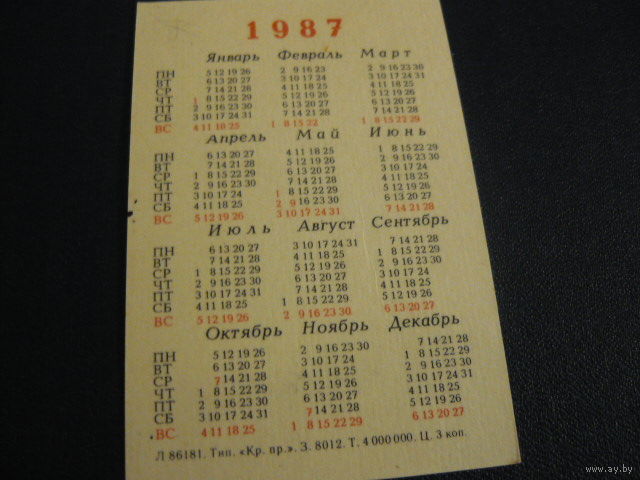 1987
Январь Февраль Март
ПН 5 12 19 26 2 9 16 23 2 9 16 23 30
ВТ 6 13 20 27 3 10 17 24 3 10 17 24 31
СР 7 14 21 28 4 11 18 25 4 11 18 25
ЧТ 1 8 15 22 29 5 12 19 26 5 12 19 26
ПТ 2 9 16 23 30 6 13 20 27 6 13 20 27
СБ 3 10 17 24 31 7 14 21 28 7 14 21 28
ВС 4 11 18 25 1 8 15 22 1 8 15 22 29
Апрель Май Июнь
ПН 6 13 20 27 4 11 18 25 1 8 15 22 29
ВТ 7 14 21 28 5 12 19 26 2 9 16 23 30
СР 1 8 15 22 29 6 13 20 27 3 10 17 24
ЧТ 2 9 16 23 30 7 14 21 28 4 11 18 25
ПТ 3 10 17 24 1 8 15 22 29 5 12 19 26
СБ 4 11 18 25 2 9 16 23 30 6 13 20 27
ВС 5 12 19 26 3 10 17 24 31 7 14 21 28
Июль Август Сентябрь
ПН 6 13 20 27 3 10 17 24 31 7 14 21 28
ВТ 7 14 21 28 4 11 18 25 1 8 15 22 29
СР 1 8 15 22 29 5 12 19 26 2 9 16 23 30
ЧТ 2 9 16 23 30 6 13 20 27 3 10 17 24
ПТ 3 10 17 24 31 7 14 21 28 4 11 18 25
СБ 4 11 18 25 1 8 15 22 29 5 12 19 26
ВС 5 12 19 26 2 9 16 23 30 6 13 20 27
Октябрь Ноябрь Декабрь
ПН 5 12 19 26 2 9 16 23 30 7 14 21 28
ВТ 6 13 20 27 3 10 17 24 1 8 15 22 29
СР 7 14 21 28 4 11 18 25 2 9 16 23 30
ЧТ 1 8 15 22 29 5 12 19 26 3 10 17 24 31
ПТ 2 9 16 23 30 6 13 20 27 4 11 18 25
СБ 3 10 17 24 31 7 14 21 28 5 12 19 26
ВС 4 11 18 25 1 8 15 22 29 6 13 20 27
Л 86181. Тип. «Кр. пр.». З. 8012. Т. 4 000 000. Ц. 3 коп.
www.ay.by